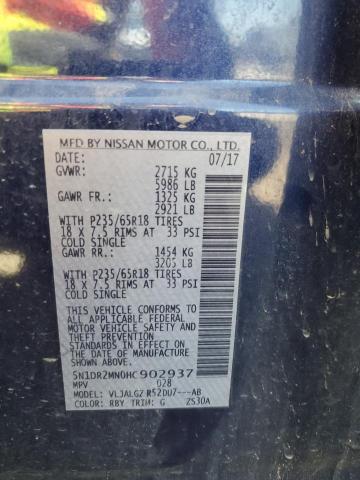 MFD BY NISSAN MOTOR CO., LTD.
DATE: 07/17
GVWR: 2715 KG
5986 LB
GAWR FR.: 1325 KG
2921 LB
WITH P235/65R18 TIRES
18 X 7.5 RIMS AT 33 PSI
COLD SINGLE
GAWR RR.: 1454 KG
3205 LB
WITH P235/65R18 TIRES
18 X 7.5 RIMS AT 33 PSI
COLD SINGLE
THIS VEHICLE CONFORMS TO ALL
APPLICABLE FEDERAL MOTOR
VEHICLE SAFETY AND BUMPER
STANDARDS IN EFFECT ON THE
DATE OF MANUFACTURE SHOWN
ABOVE.
5N1DR2MN0HC902937
MPV 028
MODEL: VLJALGZ R52DU7---AB
COLOR: RBY TRIM: G ZS30A